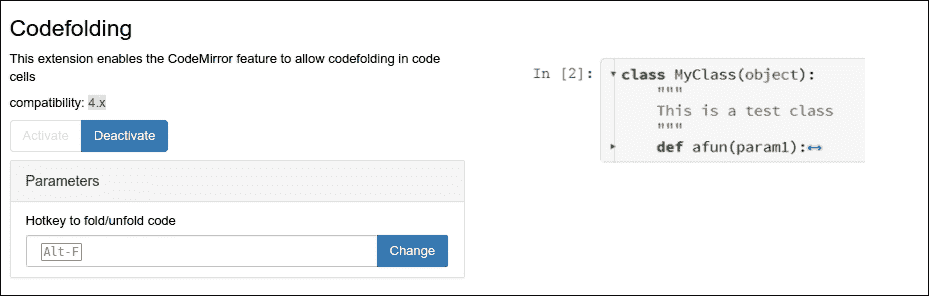 Codefolding
This extension enables the CodeMirror feature to allow codefolding in code
cells
compatibility: 4.x
Activate Deactivate
Parameters
Hotkey to fold/unfold code
Alt-F Change
In [2]: ▾class MyClass(object):
"""
This is a test class
"""
▸ def afun(param1):↔